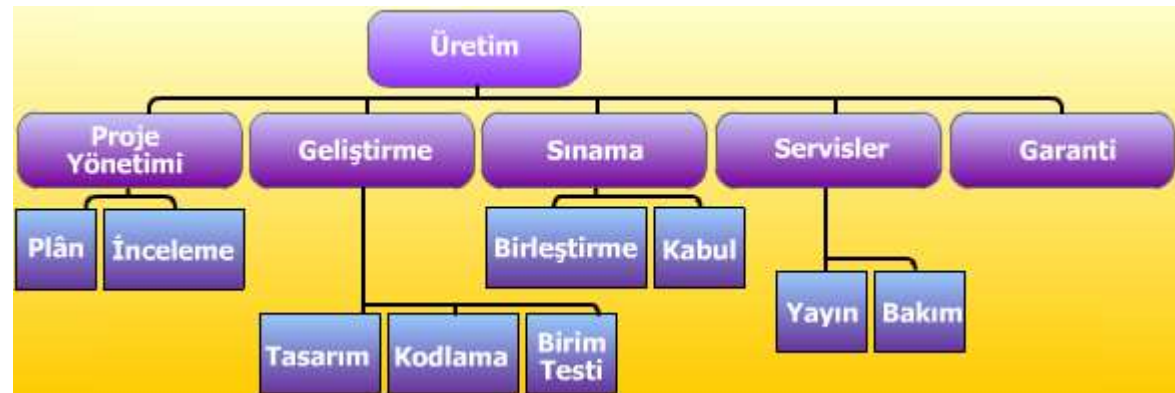 Üretim
Proje
Yönetimi
Geliştirme
Sınama
Servisler
Garanti
Plân
İnceleme
Birleştirme
Kabul
Tasarım
Kodlama
Birim
Testi
Yayın
Bakım